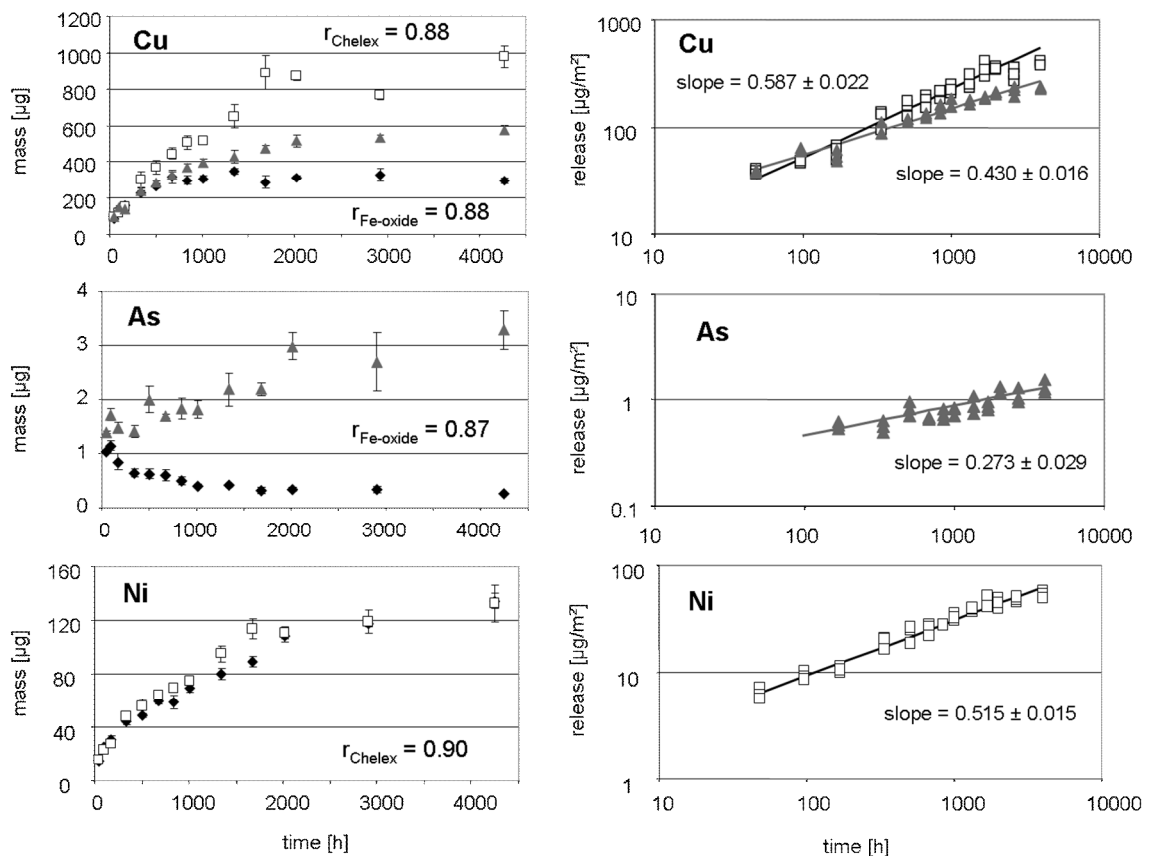 Cu
r Chelex = 0.88
r Fe-oxide = 0.88
mass [µg]
1200
1000
800
600
400
200
0
0 1000 2000 3000 4000
Cu
slope = 0.587 ± 0.022
slope = 0.430 ± 0.016
release [µg/m²]
1000
100
10
10 100 1000 10000
As
r Fe-oxide = 0.87
mass [µg]
4
3
2
1
0
0 1000 2000 3000 4000
As
slope = 0.273 ± 0.029
release [µg/m²]
10
1
0.1
10 100 1000 10000
Ni
r Chelex = 0.90
mass [µg]
160
120
80
40
0
0 1000 2000 3000 4000
time [h]
Ni
slope = 0.515 ± 0.015
release [µg/m²]
100
10
1
10 100 1000 10000
time [h]